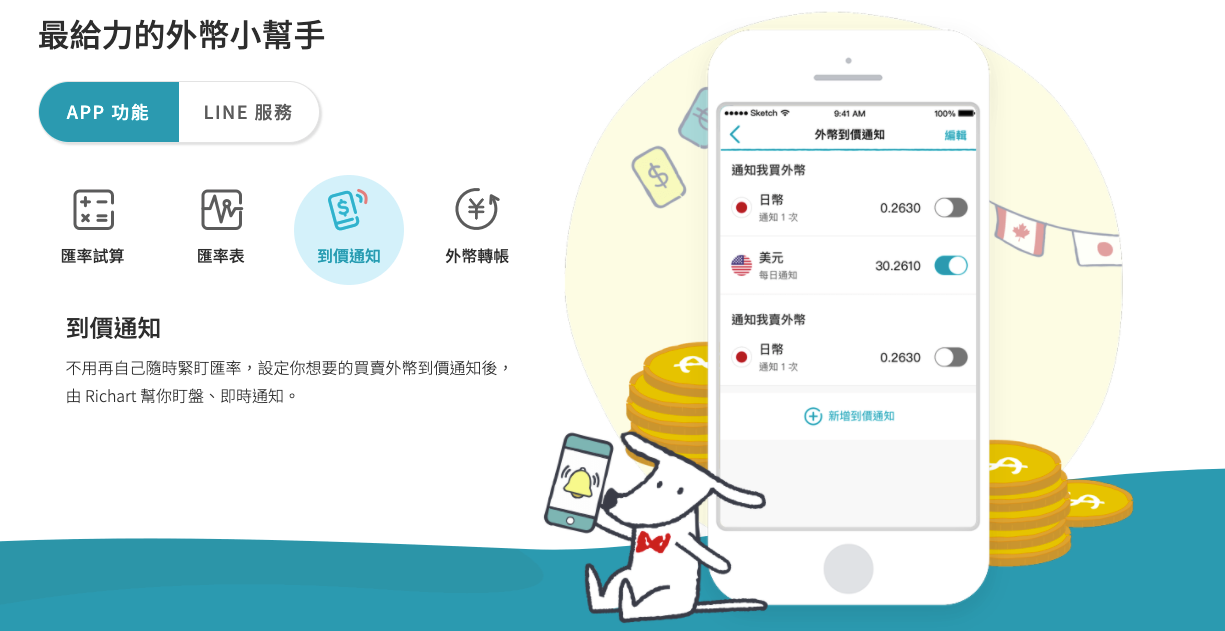 最給力的外幣小幫手
APP 功能
LINE 服務
匯率試算
匯率表
到價通知
外幣轉帳
到價通知
不用再自己隨時緊盯匯率，設定你想要的買賣外幣到價通知後，
由 Richart 幫你盯盤、即時通知。
Sketch 9:41 AM 100%
外幣到價通知 編輯
通知我買外幣
日幣
通知 1 次
0.2630
美元
每日通知
30.2610
通知我賣外幣
日幣
通知 1 次
0.2630
新增到價通知